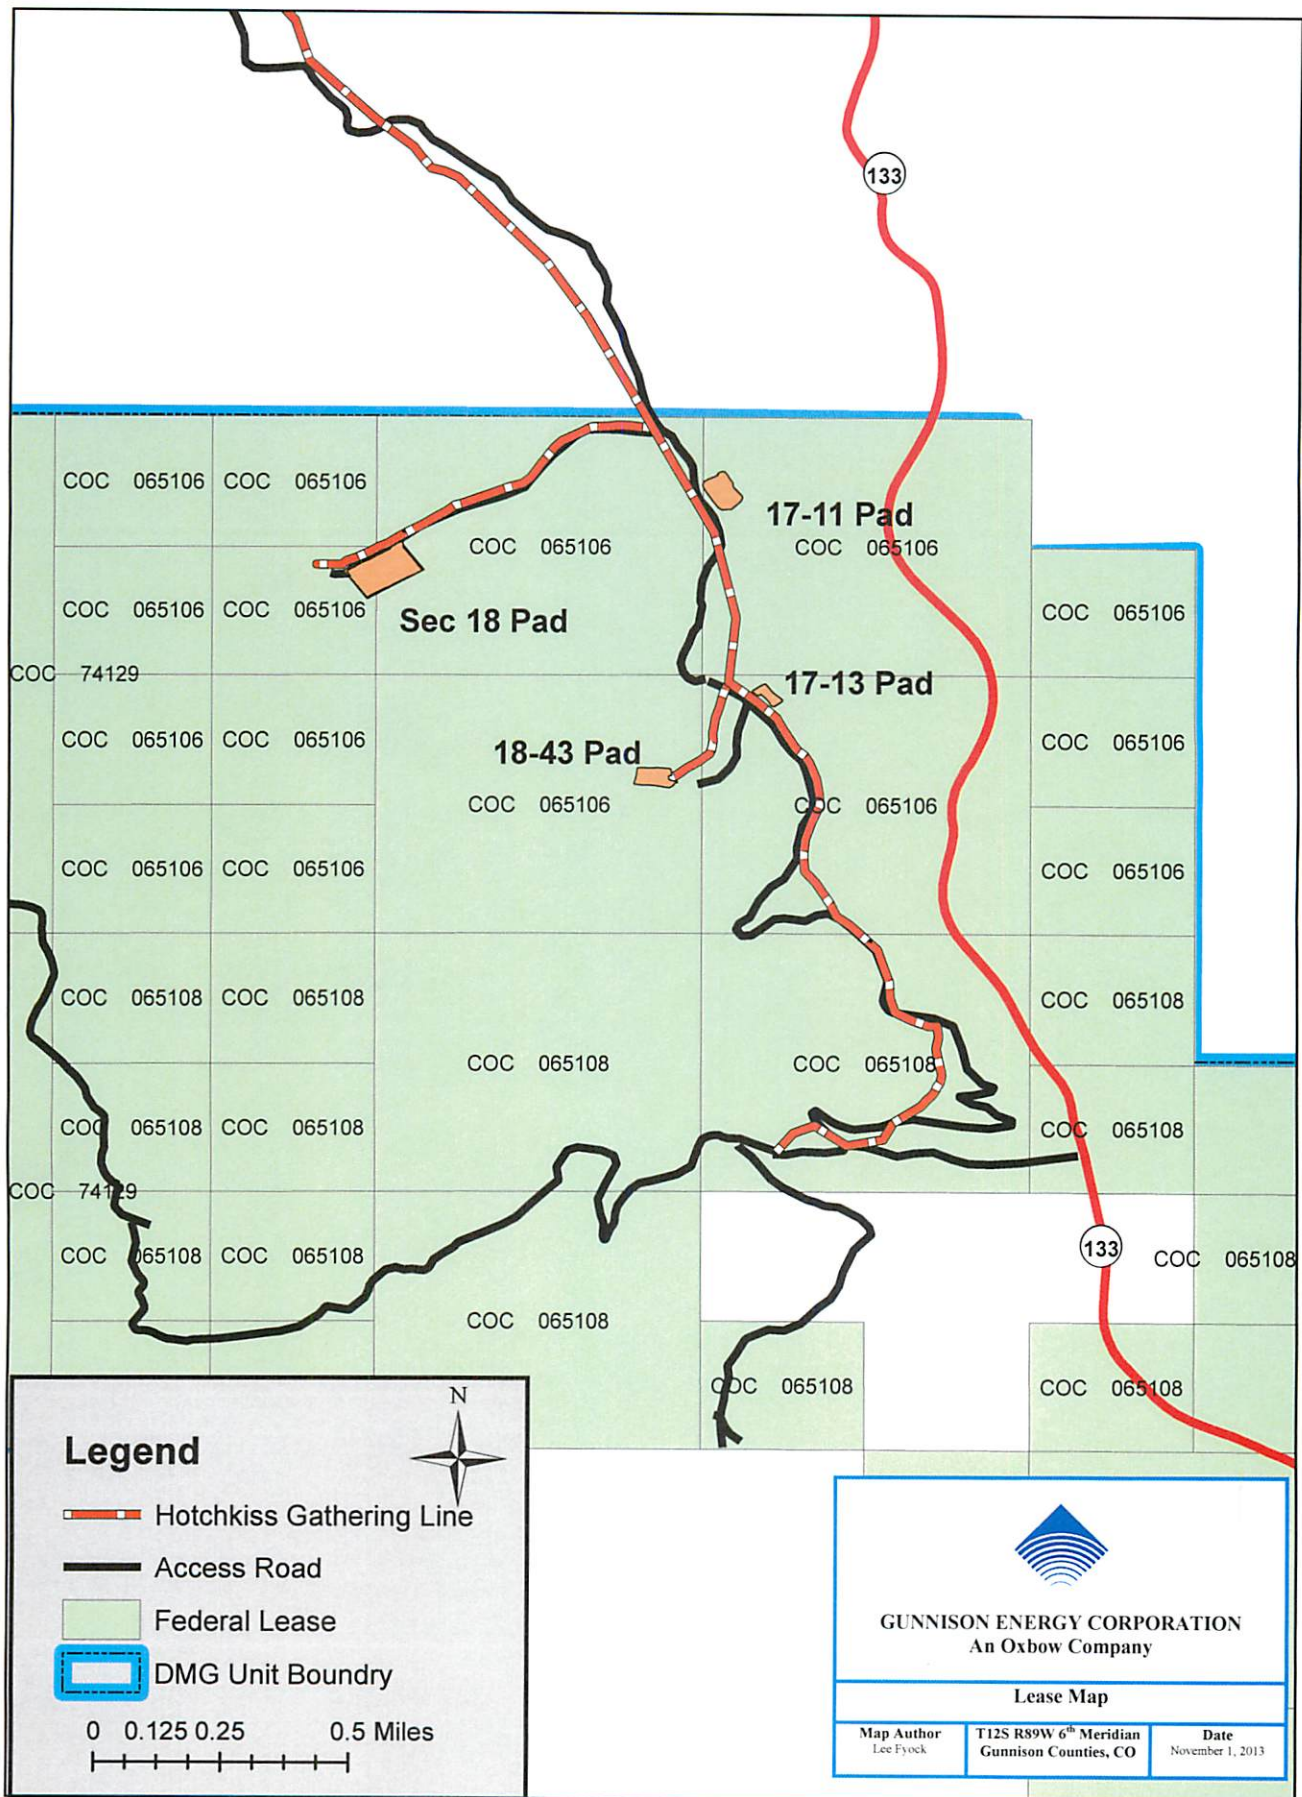 133
COC 065106 COC 065106
17-11 Pad
COC 065106 COC 065106
COC 065106 COC 065106 COC 065106
Sec 18 Pad
COC 74129
17-13 Pad
COC 065106 COC 065106 COC 065106
18-43 Pad
COC 065106 COC 065106
COC 065106 COC 065106 COC 065106
COC 065108 COC 065108 COC 065108
COC 065108 COC 065108
COC 065108 COC 065108 COC 065108
COC 74129
133
COC 065108 COC 065108 COC 065108
COC 065108
COC 065108 COC 065108
N
Legend
Hotchkiss Gathering Line
Access Road
Federal Lease
DMG Unit Boundry
0 0.125 0.25 0.5 Miles
GUNNISON ENERGY CORPORATION
An Oxbow Company
Lease Map
Map Author
Lee Fyock
T12S R89W 6th Meridian
Gunnison Counties, CO
Date
November 1, 2013